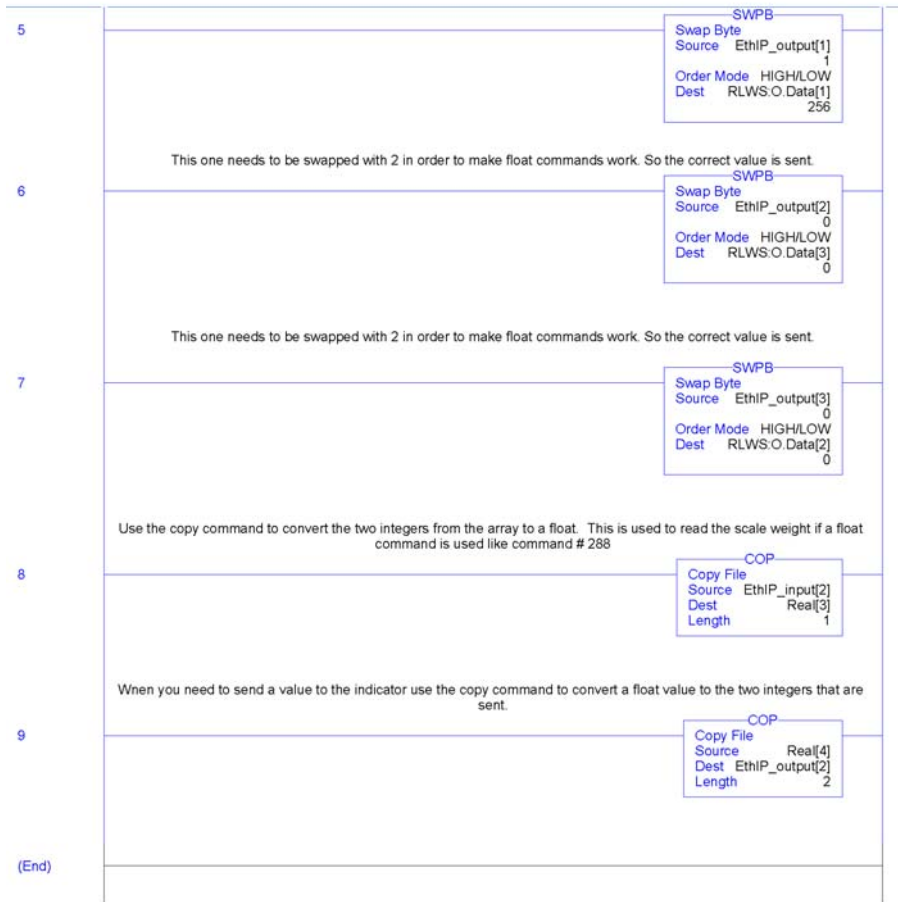 5
SWPB
Swap Byte
Source EthIP_output[1]
1
Order Mode HIGH/LOW
Dest RLWS:O.Data[1]
256
This one needs to be swapped with 2 in order to make float commands work. So the correct value is sent.
6
SWPB
Swap Byte
Source EthIP_output[2]
0
Order Mode HIGH/LOW
Dest RLWS:O.Data[3]
0
This one needs to be swapped with 2 in order to make float commands work. So the correct value is sent.
7
SWPB
Swap Byte
Source EthIP_output[3]
0
Order Mode HIGH/LOW
Dest RLWS:O.Data[2]
0
Use the copy command to convert the two integers from the array to a float. This is used to read the scale weight if a float
command is used like command # 288
8
COP
Copy File
Source EthIP_input[2]
Dest Real[3]
Length 1
Wnen you need to send a value to the indicator use the copy command to convert a float value to the two integers that are
sent.
9
COP
Copy File
Source Real[4]
Dest EthIP_output[2]
Length 2
(End)